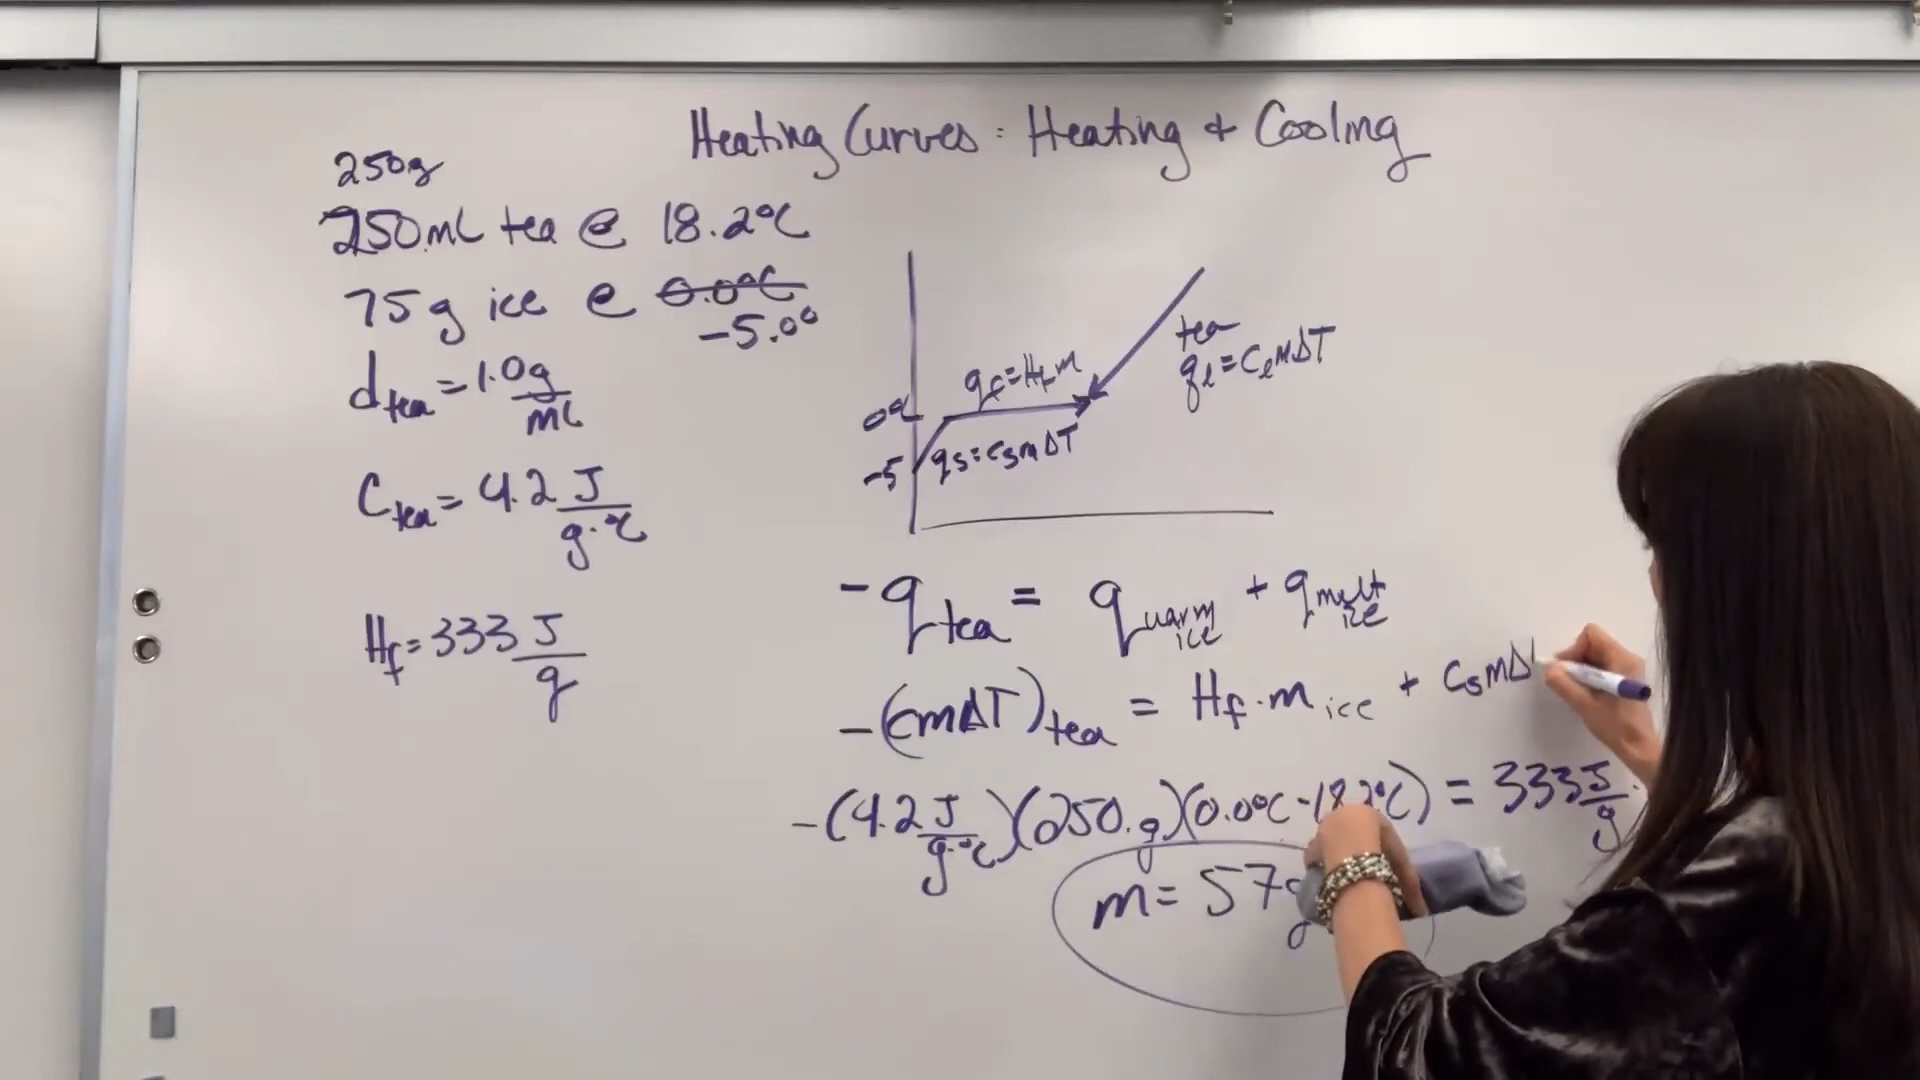 Heating Curves: Heating + Cooling
250g
250mL tea @ 18.2°C
75g ice @ 0.0°C
-5.0°
d tea = 1.0 g/mL
C tea = 4.2 J/g·°C
Hf = 333 J/g
tea
qℓ = CℓmΔT
qf = Hfm
0°C
qs = CsmΔT
-5
-q tea = q warm ice + q melt ice
-(cmΔT) tea = Hf·m ice + CsmΔ
-(4.2 J/g·°C)(250.g)(0.0°C-18.2°C) = 333 J/g
m = 57g